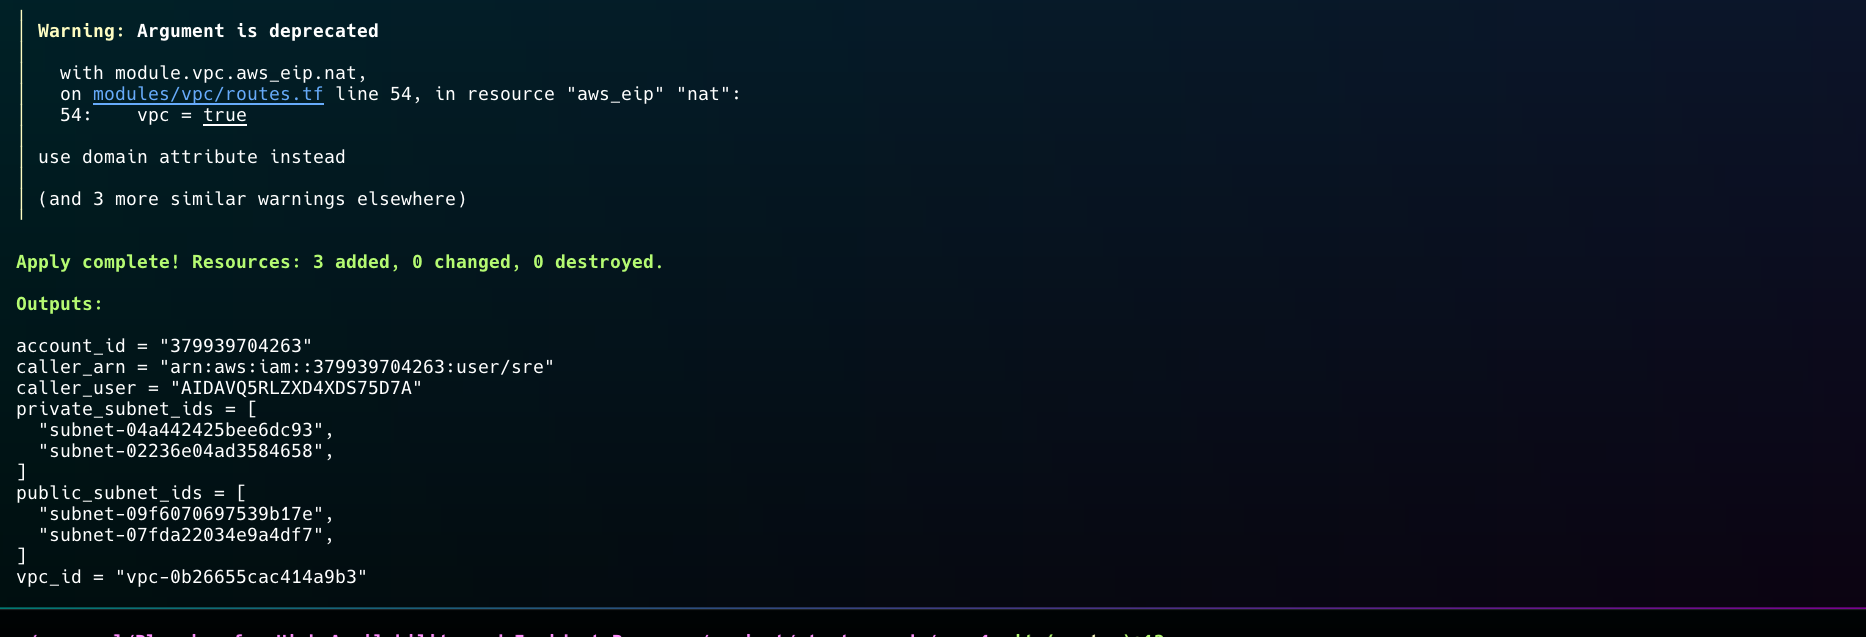 Warning: Argument is deprecated
with module.vpc.aws_eip.nat,
on modules/vpc/routes.tf line 54, in resource "aws_eip" "nat":
54:    vpc = true
use domain attribute instead
(and 3 more similar warnings elsewhere)
Apply complete! Resources: 3 added, 0 changed, 0 destroyed.
Outputs:
account_id = "379939704263"
caller_arn = "arn:aws:iam::379939704263:user/sre"
caller_user = "AIDAVQ5RLZXD4XDS75D7A"
private_subnet_ids = [
  "subnet-04a442425bee6dc93",
  "subnet-02236e04ad3584658",
]
public_subnet_ids = [
  "subnet-09f6070697539b17e",
  "subnet-07fda22034e9a4df7",
]
vpc_id = "vpc-0b26655cac414a9b3"